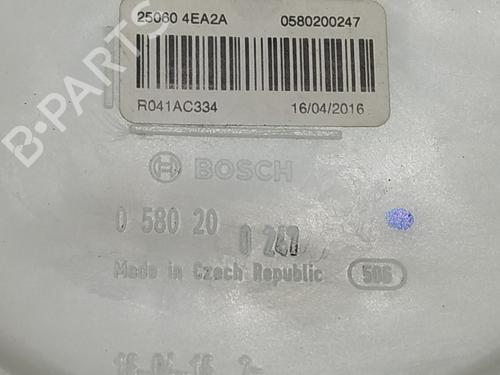 25060 4EA2A 0580200247
R041AC334 16/04/2016
BOSCH
0 580 20 0 247
Made in Czech Republic 506
B-PARTS